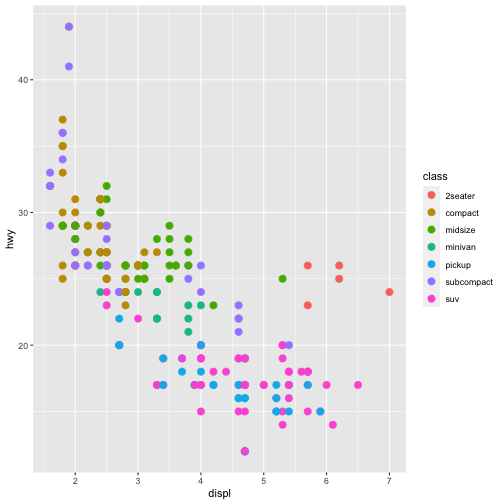 40
30
20
hwy
2
3
4
5
6
7
displ
class
2seater
compact
midsize
minivan
pickup
subcompact
suv